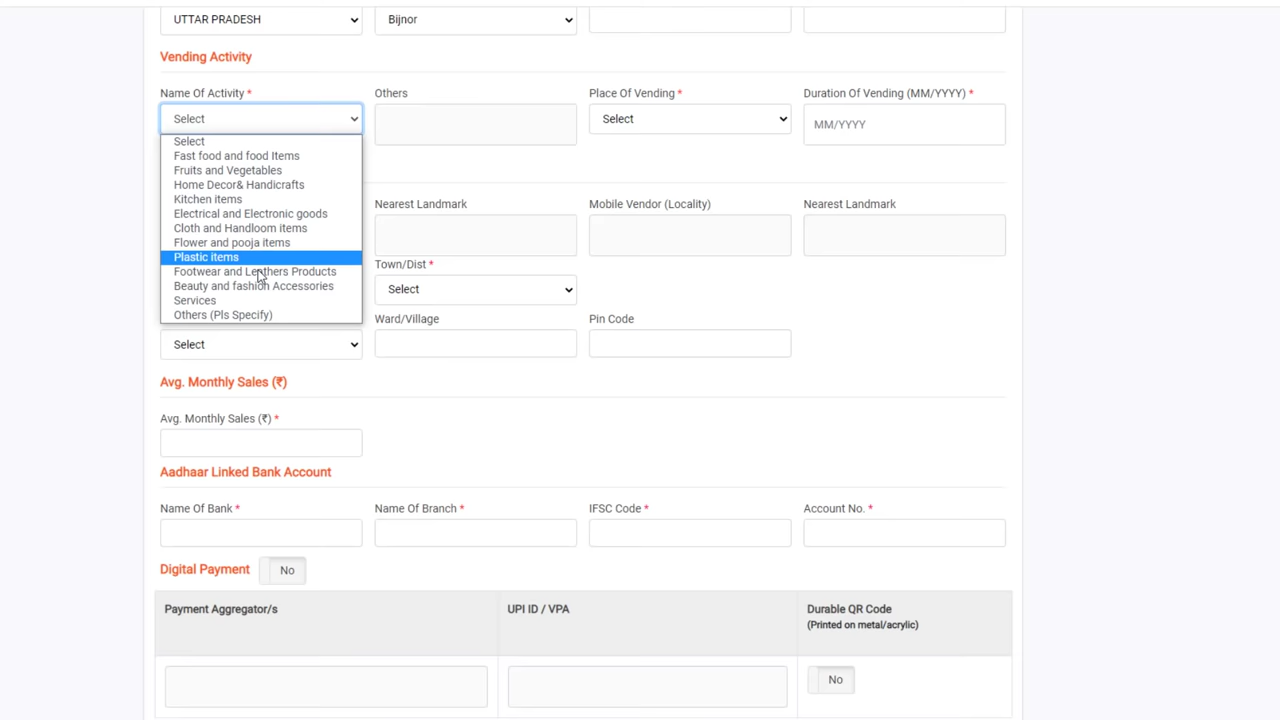 UTTAR PRADESH Bijnor
Vending Activity
Name Of Activity * Others Place Of Vending * Duration Of Vending (MM/YYYY) *
Select Select MM/YYYY
Select
Fast food and food Items
Fruits and Vegetables
Home Decor& Handicrafts
Kitchen items
Electrical and Electronic goods
Cloth and Handloom items
Flower and pooja items
Plastic items
Footwear and Leathers Products
Beauty and fashion Accessories
Services
Others (Pls Specify)
Nearest Landmark Mobile Vendor (Locality) Nearest Landmark
Town/Dist *
Select
Ward/Village Pin Code
Select
Avg. Monthly Sales (₹)
Avg. Monthly Sales (₹) *
Aadhaar Linked Bank Account
Name Of Bank * Name Of Branch * IFSC Code * Account No. *
Digital Payment No
Payment Aggregator/s UPI ID / VPA Durable QR Code
(Printed on metal/acrylic)
No